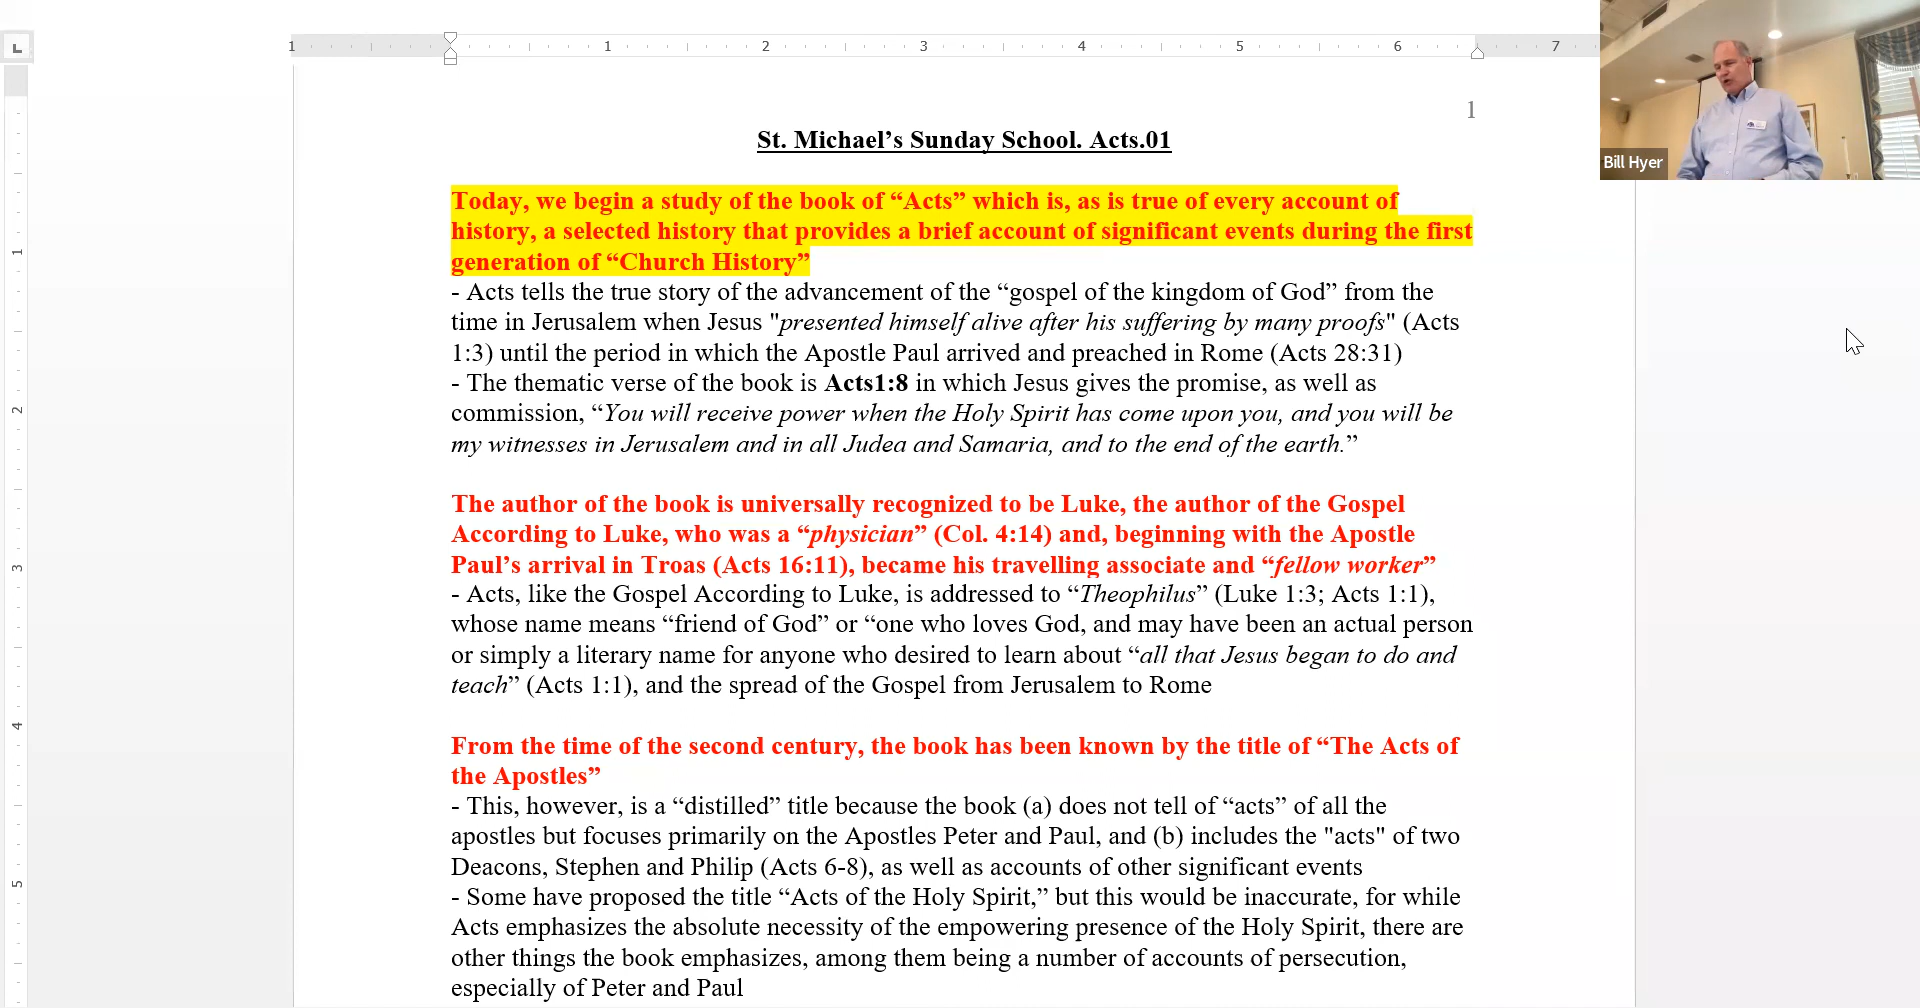 1 1 2 3 4 5 6 7
1
St. Michael’s Sunday School. Acts.01
Bill Hyer
Today, we begin a study of the book of “Acts” which is, as is true of every account of
history, a selected history that provides a brief account of significant events during the first
generation of “Church History”
- Acts tells the true story of the advancement of the “gospel of the kingdom of God” from the
time in Jerusalem when Jesus "presented himself alive after his suffering by many proofs" (Acts
1:3) until the period in which the Apostle Paul arrived and preached in Rome (Acts 28:31)
- The thematic verse of the book is Acts1:8 in which Jesus gives the promise, as well as
commission, “You will receive power when the Holy Spirit has come upon you, and you will be
my witnesses in Jerusalem and in all Judea and Samaria, and to the end of the earth.”
The author of the book is universally recognized to be Luke, the author of the Gospel
According to Luke, who was a “physician” (Col. 4:14) and, beginning with the Apostle
Paul’s arrival in Troas (Acts 16:11), became his travelling associate and “fellow worker”
- Acts, like the Gospel According to Luke, is addressed to “Theophilus” (Luke 1:3; Acts 1:1),
whose name means “friend of God” or “one who loves God, and may have been an actual person
or simply a literary name for anyone who desired to learn about “all that Jesus began to do and
teach” (Acts 1:1), and the spread of the Gospel from Jerusalem to Rome
From the time of the second century, the book has been known by the title of “The Acts of
the Apostles”
- This, however, is a “distilled” title because the book (a) does not tell of “acts” of all the
apostles but focuses primarily on the Apostles Peter and Paul, and (b) includes the "acts" of two
Deacons, Stephen and Philip (Acts 6-8), as well as accounts of other significant events
- Some have proposed the title “Acts of the Holy Spirit,” but this would be inaccurate, for while
Acts emphasizes the absolute necessity of the empowering presence of the Holy Spirit, there are
other things the book emphasizes, among them being a number of accounts of persecution,
especially of Peter and Paul
1
2
3
4
5